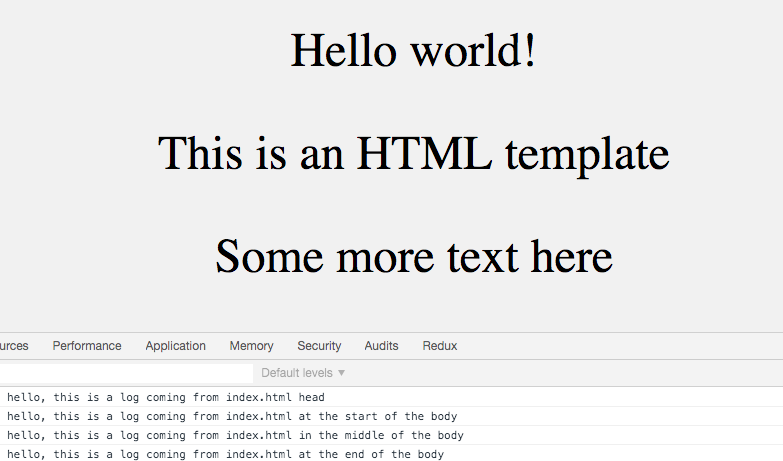 Hello world!
This is an HTML template
Some more text here
urces Performance Application Memory Security Audits Redux
Default levels ▼
hello, this is a log coming from index.html head
hello, this is a log coming from index.html at the start of the body
hello, this is a log coming from index.html in the middle of the body
hello, this is a log coming from index.html at the end of the body